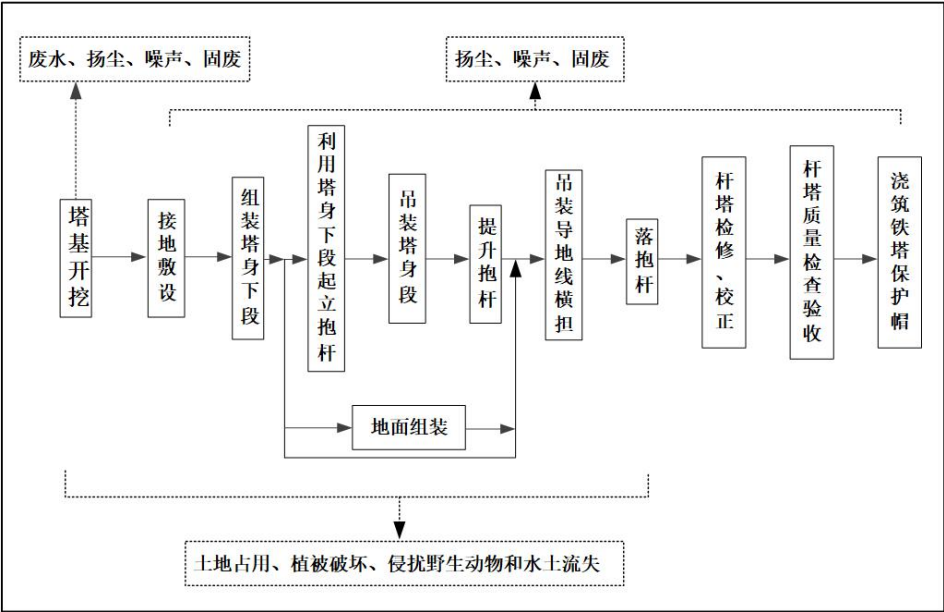 废水、扬尘、噪声、固废
扬尘、噪声、固废
塔基开挖
接地敷设
组装塔身下段
利用塔身下段起立抱杆
吊装塔身段
提升抱杆
吊装导地线横担
落抱杆
杆塔检修、校正
杆塔质量检查验收
浇筑铁塔保护帽
地面组装
土地占用、植被破坏、侵扰野生动物和水土流失